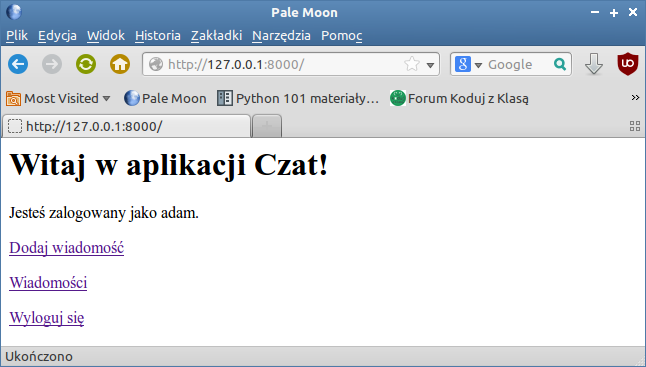 Pale Moon
Plik Edycja Widok Historia Zakładki Narzędzia Pomoc
http://127.0.0.1:8000/ Google
Most Visited Pale Moon Python 101 materiały... Forum Koduj z Klasą
http://127.0.0.1:8000/
Witaj w aplikacji Czat!
Jesteś zalogowany jako adam.
Dodaj wiadomość
Wiadomości
Wyloguj się
Ukończono